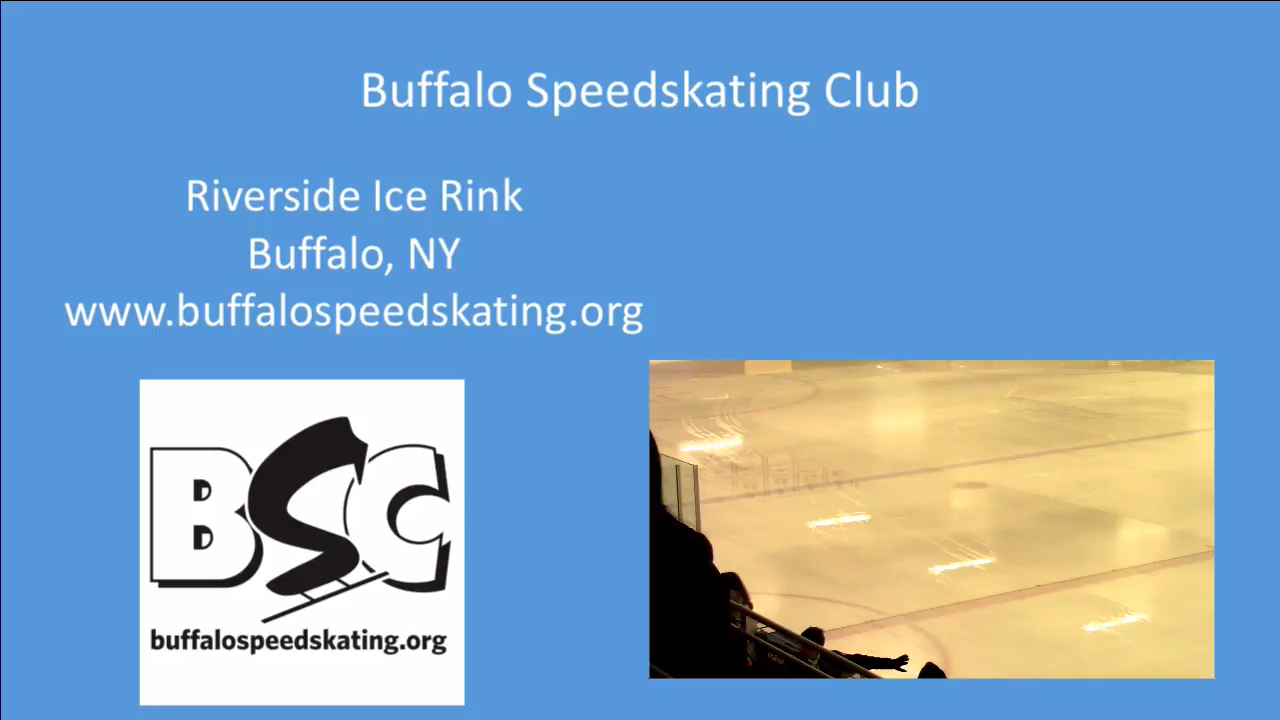 Buffalo Speedskating Club
Riverside Ice Rink
Buffalo, NY
www.buffalospeedskating.org
BSC
buffalospeedskating.org